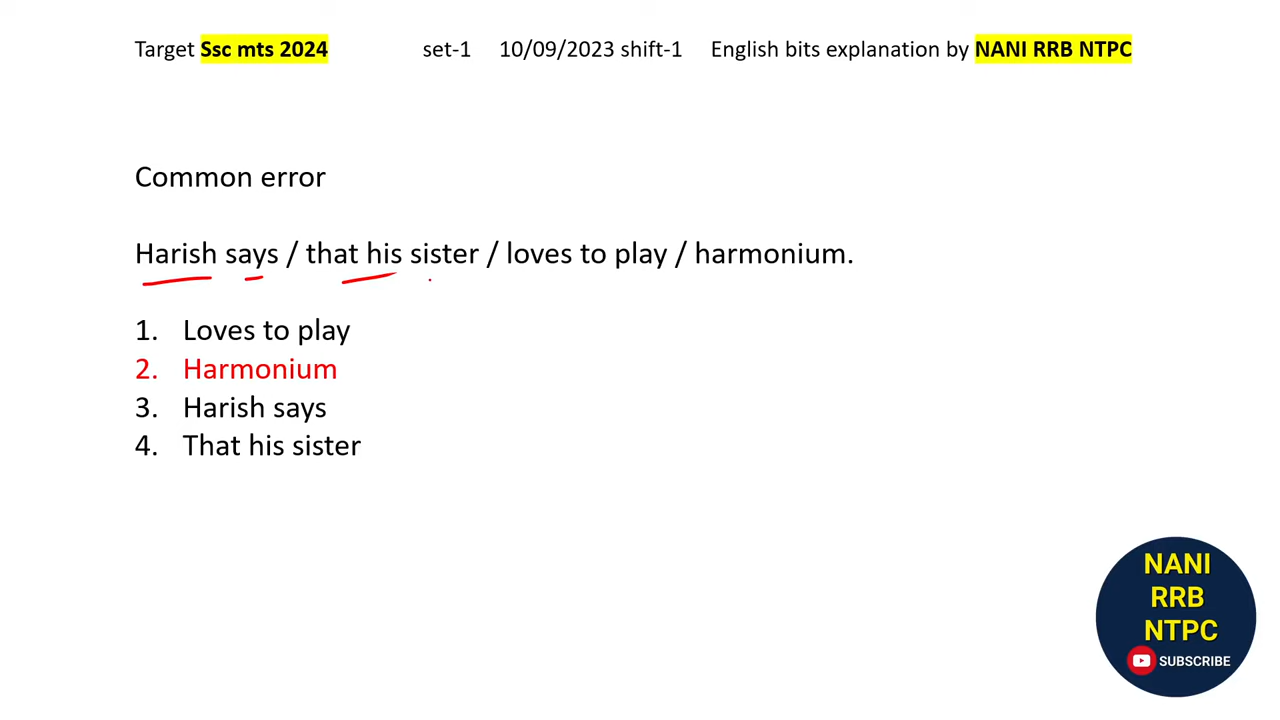 Target Ssc mts 2024 set-1 10/09/2023 shift-1 English bits explanation by NANI RRB NTPC
Common error
Harish says / that his sister / loves to play / harmonium.
1. Loves to play
2. Harmonium
3. Harish says
4. That his sister
NANI
RRB
NTPC
SUBSCRIBE